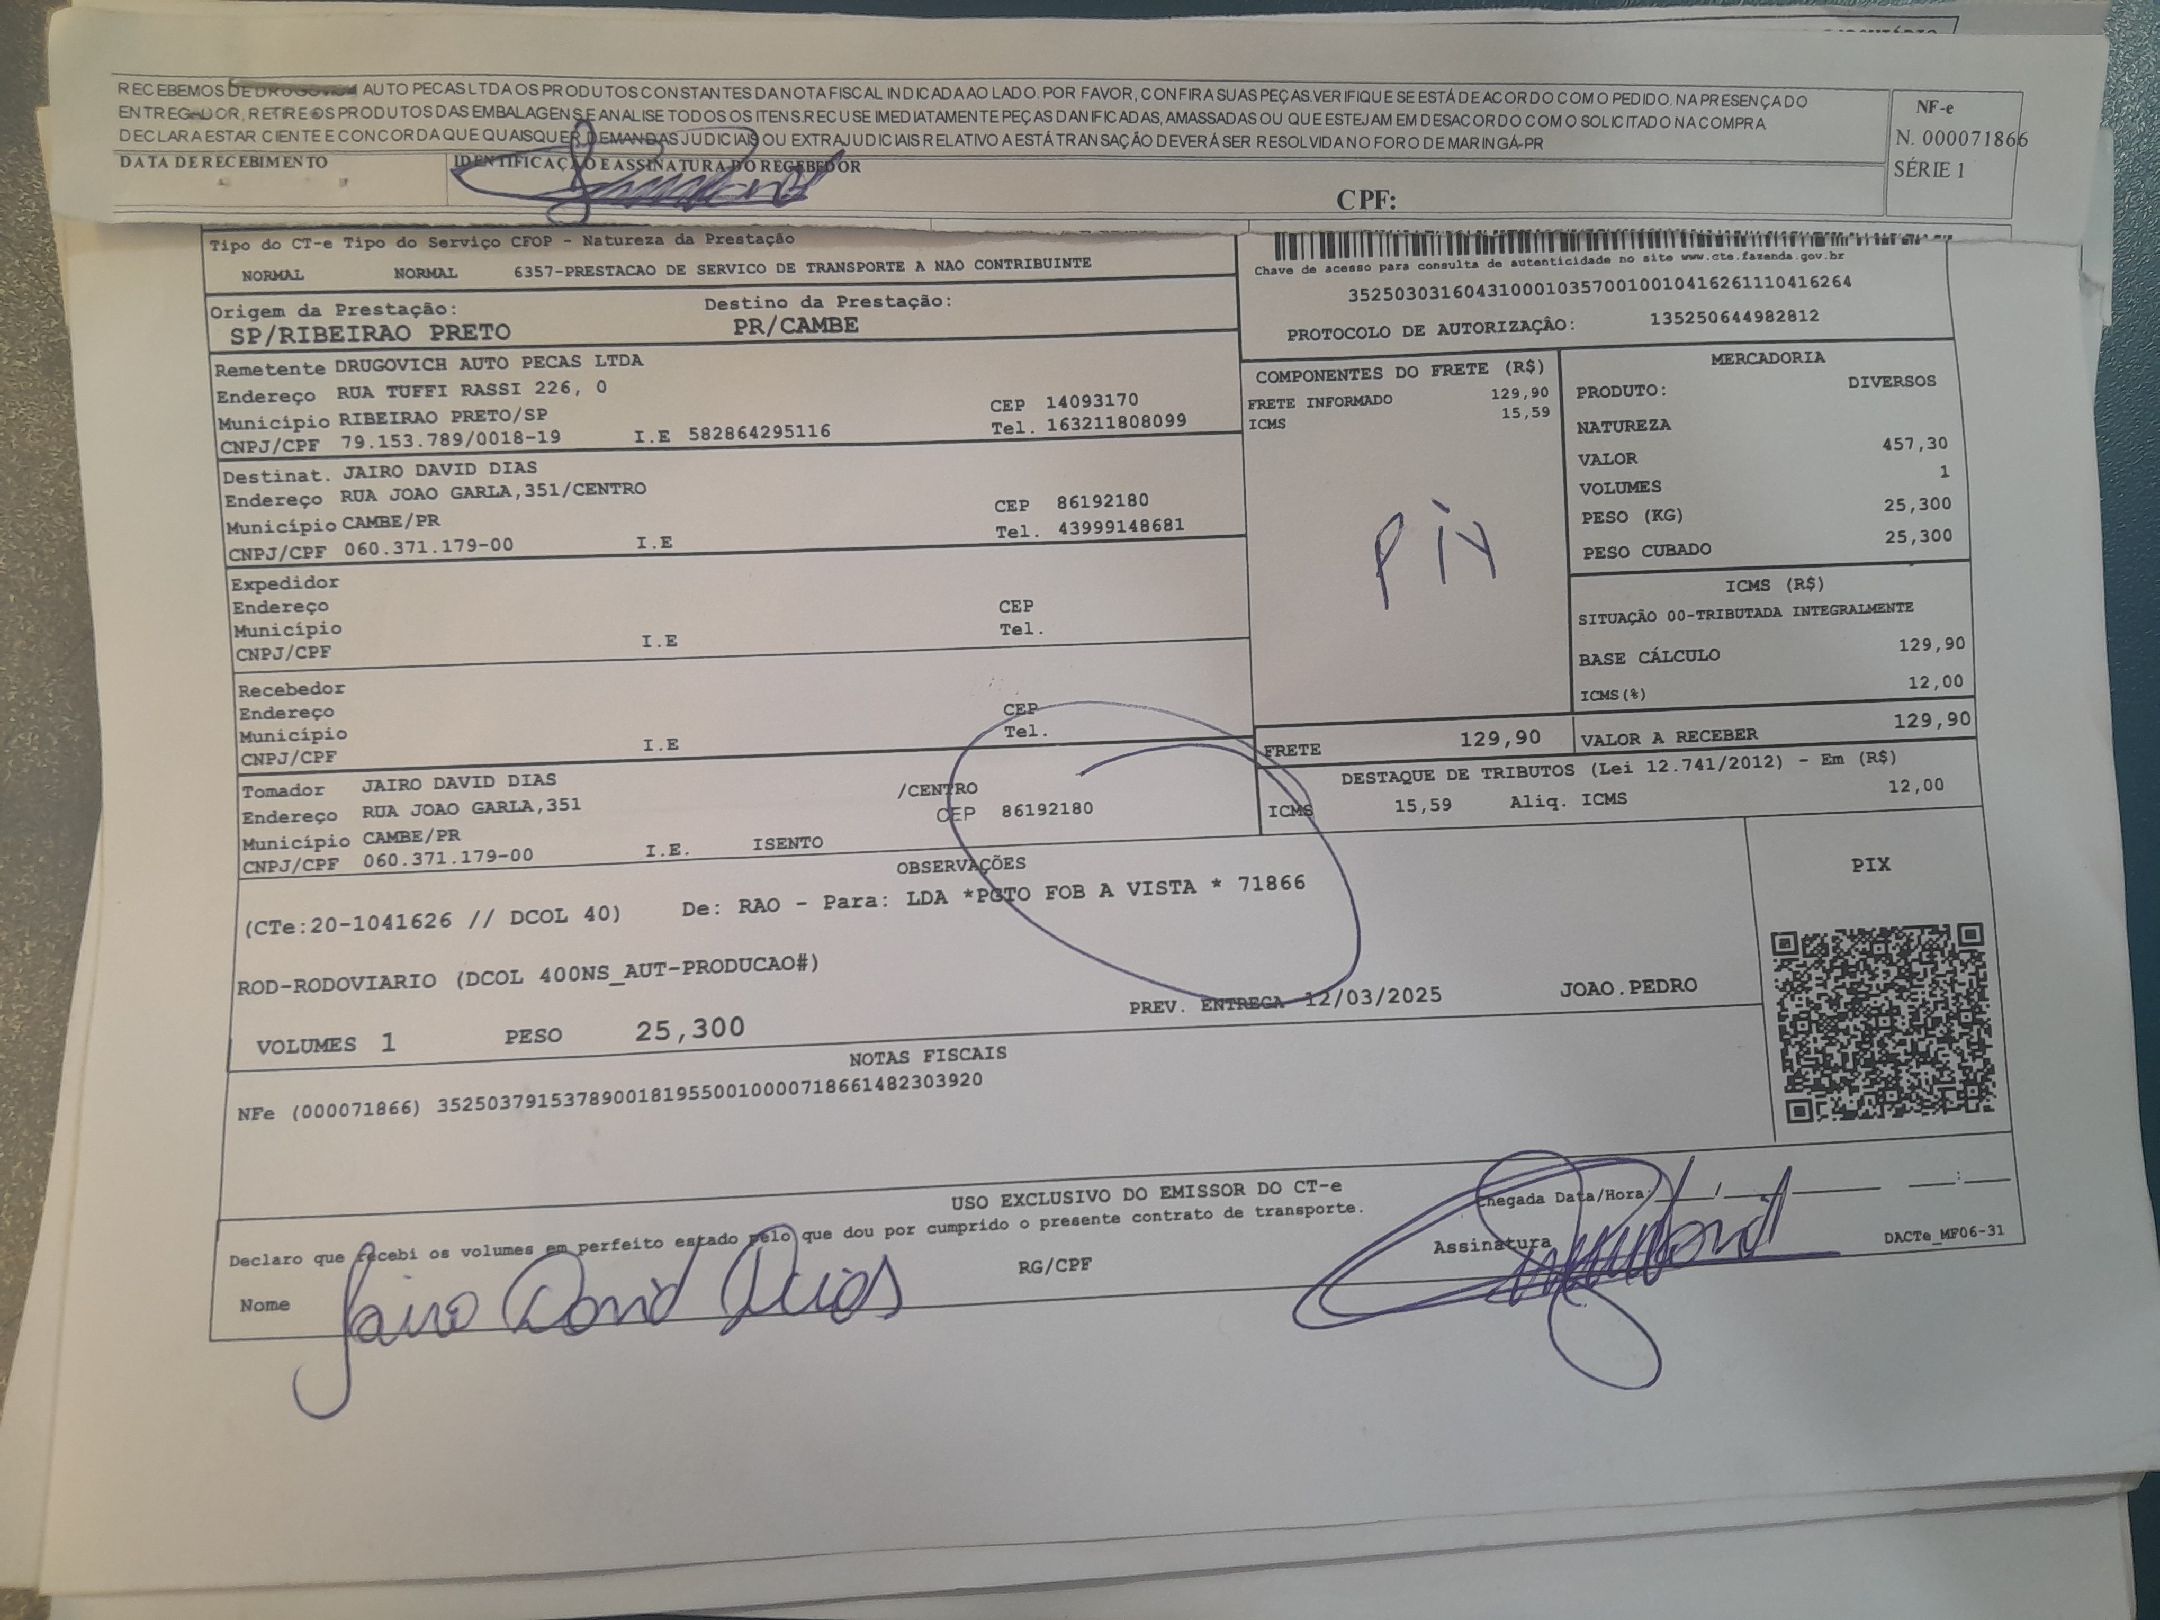 RECEBEMOS DE DRUGOVICH AUTO PECAS LTDA OS PRODUTOS CONSTANTES DA NOTA FISCAL INDICADA AO LADO. POR FAVOR, CONFIRA SUAS PEÇAS.VERIFIQUE SE ESTÁ DE ACORDO COM O PEDIDO. NA PRESENÇA DO
ENTREGADOR, RETIRE OS PRODUTOS DAS EMBALAGENS E ANALISE TODOS OS ITENS.RECUSE IMEDIATAMENTE PEÇAS DANIFICADAS, AMASSADAS OU QUE ESTEJAM EM DESACORDO COM O SOLICITADO NA COMPRA
DECLARA ESTAR CIENTE E CONCORDA QUE QUAISQUER DEMANDAS JUDICIAIS OU EXTRAJUDICIAIS RELATIVO A ESTÁ TRANSAÇÃO DEVERÁ SER RESOLVIDA NO FORO DE MARINGÁ-PR
DATA DE RECEBIMENTO IDENTIFICAÇÃO E ASSINATURA DO RECEBEDOR
CPF:
NF-e
N. 000071866
SÉRIE 1
Tipo do CT-e Tipo do Serviço CFOP - Natureza da Prestação
NORMAL NORMAL 6357-PRESTACAO DE SERVICO DE TRANSPORTE A NAO CONTRIBUINTE
Chave de acesso para consulta de autenticidade no site www.cte.fazenda.gov.br
35250303160431000103570010010416261110416264
PROTOCOLO DE AUTORIZAÇÃO: 135250644982812
Origem da Prestação: Destino da Prestação:
SP/RIBEIRAO PRETO PR/CAMBE
Remetente DRUGOVICH AUTO PECAS LTDA
Endereço RUA TUFFI RASSI 226, 0
Município RIBEIRAO PRETO/SP CEP 14093170
CNPJ/CPF 79.153.789/0018-19 I.E 582864295116 Tel. 163211808099
Destinat. JAIRO DAVID DIAS
Endereço RUA JOAO GARLA,351/CENTRO
Município CAMBE/PR CEP 86192180
CNPJ/CPF 060.371.179-00 I.E Tel. 43999148681
Expedidor
Endereço CEP
Município Tel.
CNPJ/CPF I.E
Recebedor
Endereço CEP
Município Tel.
CNPJ/CPF I.E
Tomador JAIRO DAVID DIAS
Endereço RUA JOAO GARLA,351 /CENTRO
Município CAMBE/PR CEP 86192180
CNPJ/CPF 060.371.179-00 I.E. ISENTO
COMPONENTES DO FRETE (R$)
FRETE INFORMADO 129,90
ICMS 15,59
Pix
MERCADORIA
PRODUTO: DIVERSOS
NATUREZA
VALOR 457,30
VOLUMES 1
PESO (KG) 25,300
PESO CUBADO 25,300
ICMS (R$)
SITUAÇÃO 00-TRIBUTADA INTEGRALMENTE
BASE CÁLCULO 129,90
ICMS(%) 12,00
FRETE 129,90 VALOR A RECEBER 129,90
DESTAQUE DE TRIBUTOS (Lei 12.741/2012) - Em (R$)
ICMS 15,59 Aliq. ICMS 12,00
OBSERVAÇÕES
(CTe:20-1041626 // DCOL 40) De: RAO - Para: LDA *PGTO FOB A VISTA * 71866
ROD-RODOVIARIO (DCOL 400NS_AUT-PRODUCAO#)
VOLUMES 1 PESO 25,300 PREV. ENTREGA 12/03/2025 JOAO.PEDRO
PIX
NOTAS FISCAIS
NFe (000071866) 35250379153789001819550010000718661482303920
USO EXCLUSIVO DO EMISSOR DO CT-e
Declaro que recebi os volumes em perfeito estado pelo que dou por cumprido o presente contrato de transporte.
Chegada Data/Hora: / :
Nome Jairo David Dias RG/CPF Assinatura DACTe_MF06-31